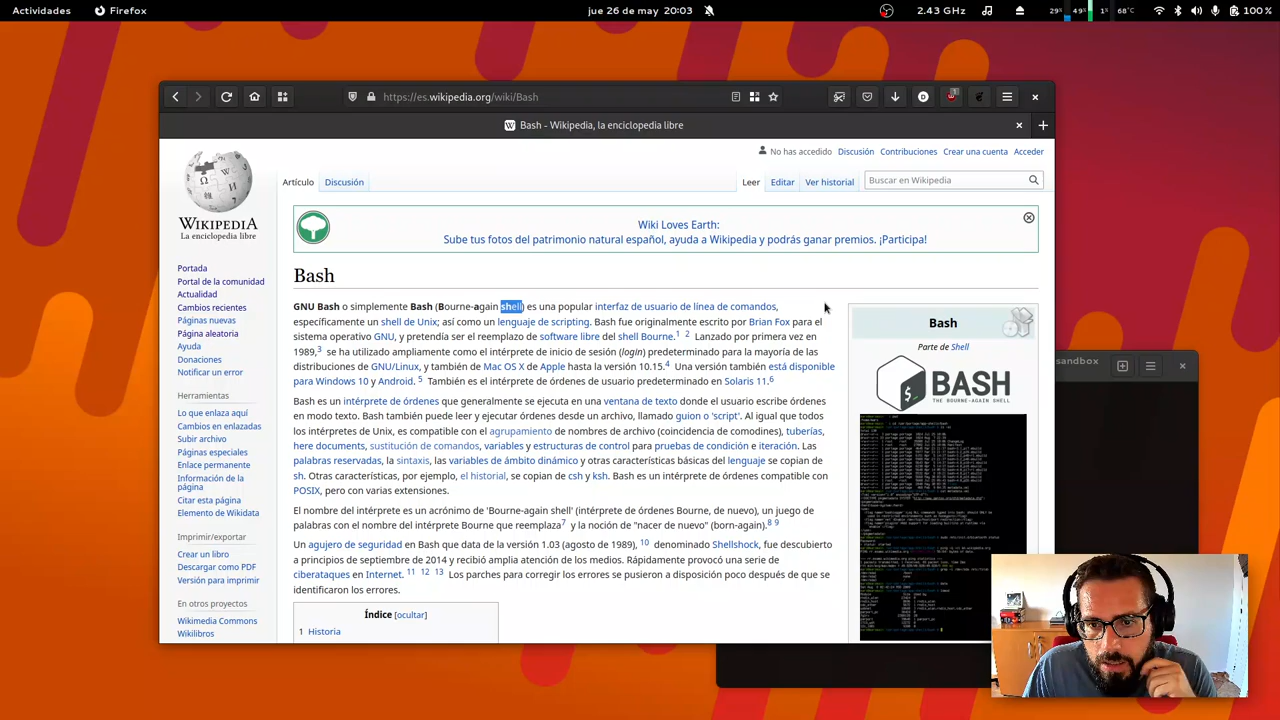 Actividades Firefox jue 26 de may 20:03 2.43 GHz 29% 49% 1% 68°C 100 %
https://es.wikipedia.org/wiki/Bash
Bash - Wikipedia, la enciclopedia libre
No has accedido Discusión Contribuciones Crear una cuenta Acceder
Artículo Discusión Leer Editar Ver historial Buscar en Wikipedia
WIKIPEDIA
La enciclopedia libre
Wiki Loves Earth:
Sube tus fotos del patrimonio natural español, ayuda a Wikipedia y podrás ganar premios. ¡Participa!
Portada
Portal de la comunidad
Actualidad
Cambios recientes
Páginas nuevas
Página aleatoria
Ayuda
Donaciones
Notificar un error
Herramientas
Lo que enlaza aquí
Cambios en enlazadas
Subir archivo
Páginas especiales
Enlace permanente
Información de la
página
Citar esta página
Elemento de Wikidata
Imprimir/exportar
Crear un libro
Descargar como PDF
Versión para imprimir
En otros proyectos
Wikimedia Commons
Wikilibros
Bash
GNU Bash o simplemente Bash (Bourne-again shell) es una popular interfaz de usuario de línea de comandos,
específicamente un shell de Unix; así como un lenguaje de scripting. Bash fue originalmente escrito por Brian Fox para el
sistema operativo GNU, y pretendía ser el reemplazo de software libre del shell Bourne.1 2 Lanzado por primera vez en
1989,3 se ha utilizado ampliamente como el intérprete de inicio de sesión (login) predeterminado para la mayoría de las
distribuciones de GNU/Linux, y también de Mac OS X de Apple hasta la versión 10.15.4 Una versión también está disponible
para Windows 10 y Android. 5 También es el intérprete de órdenes de usuario predeterminado en Solaris 11.6
Bash es un intérprete de órdenes que generalmente se ejecuta en una ventana de texto donde el usuario escribe órdenes
en modo texto. Bash también puede leer y ejecutar órdenes desde un archivo, llamado guion o 'script'. Al igual que todos
los intérpretes de Unix, es compatible con el agrupamiento de nombres de archivo (coincidencia de comodines), tuberías,
here documents, sustitución de comandos, variables y estructuras de control para pruebas de condición e iteración. Las
palabras reservadas, la sintaxis, las variables de ámbito dinámico y otras características básicas del lenguaje se copian de
sh. Otras características, por ejemplo, el historial, se copian de csh y ksh. Bash es un intérprete de órdenes compatible con
POSIX, pero con varias extensiones.
El nombre del intérprete es un acrónimo de 'Bourne-again shell' (intérprete de órdenes Bourne, de nuevo), un juego de
palabras con el nombre del intérprete Bourne7 y la noción de "nacer de nuevo" (born-again).8 9
Un agujero de seguridad en Bash que data de la versión 1.03 (agosto de 1989), 10 denominado Shellshock, fue descubierto
ciberataques en Internet. 11 12 13 Los parches para corregir los errores se pusieron a disposición poco después de que se
identificaron los errores.
Índice [ocultar]
1 Historia
Bash
Parte de Shell
BASH
THE BOURNE-AGAIN SHELL
sandbox